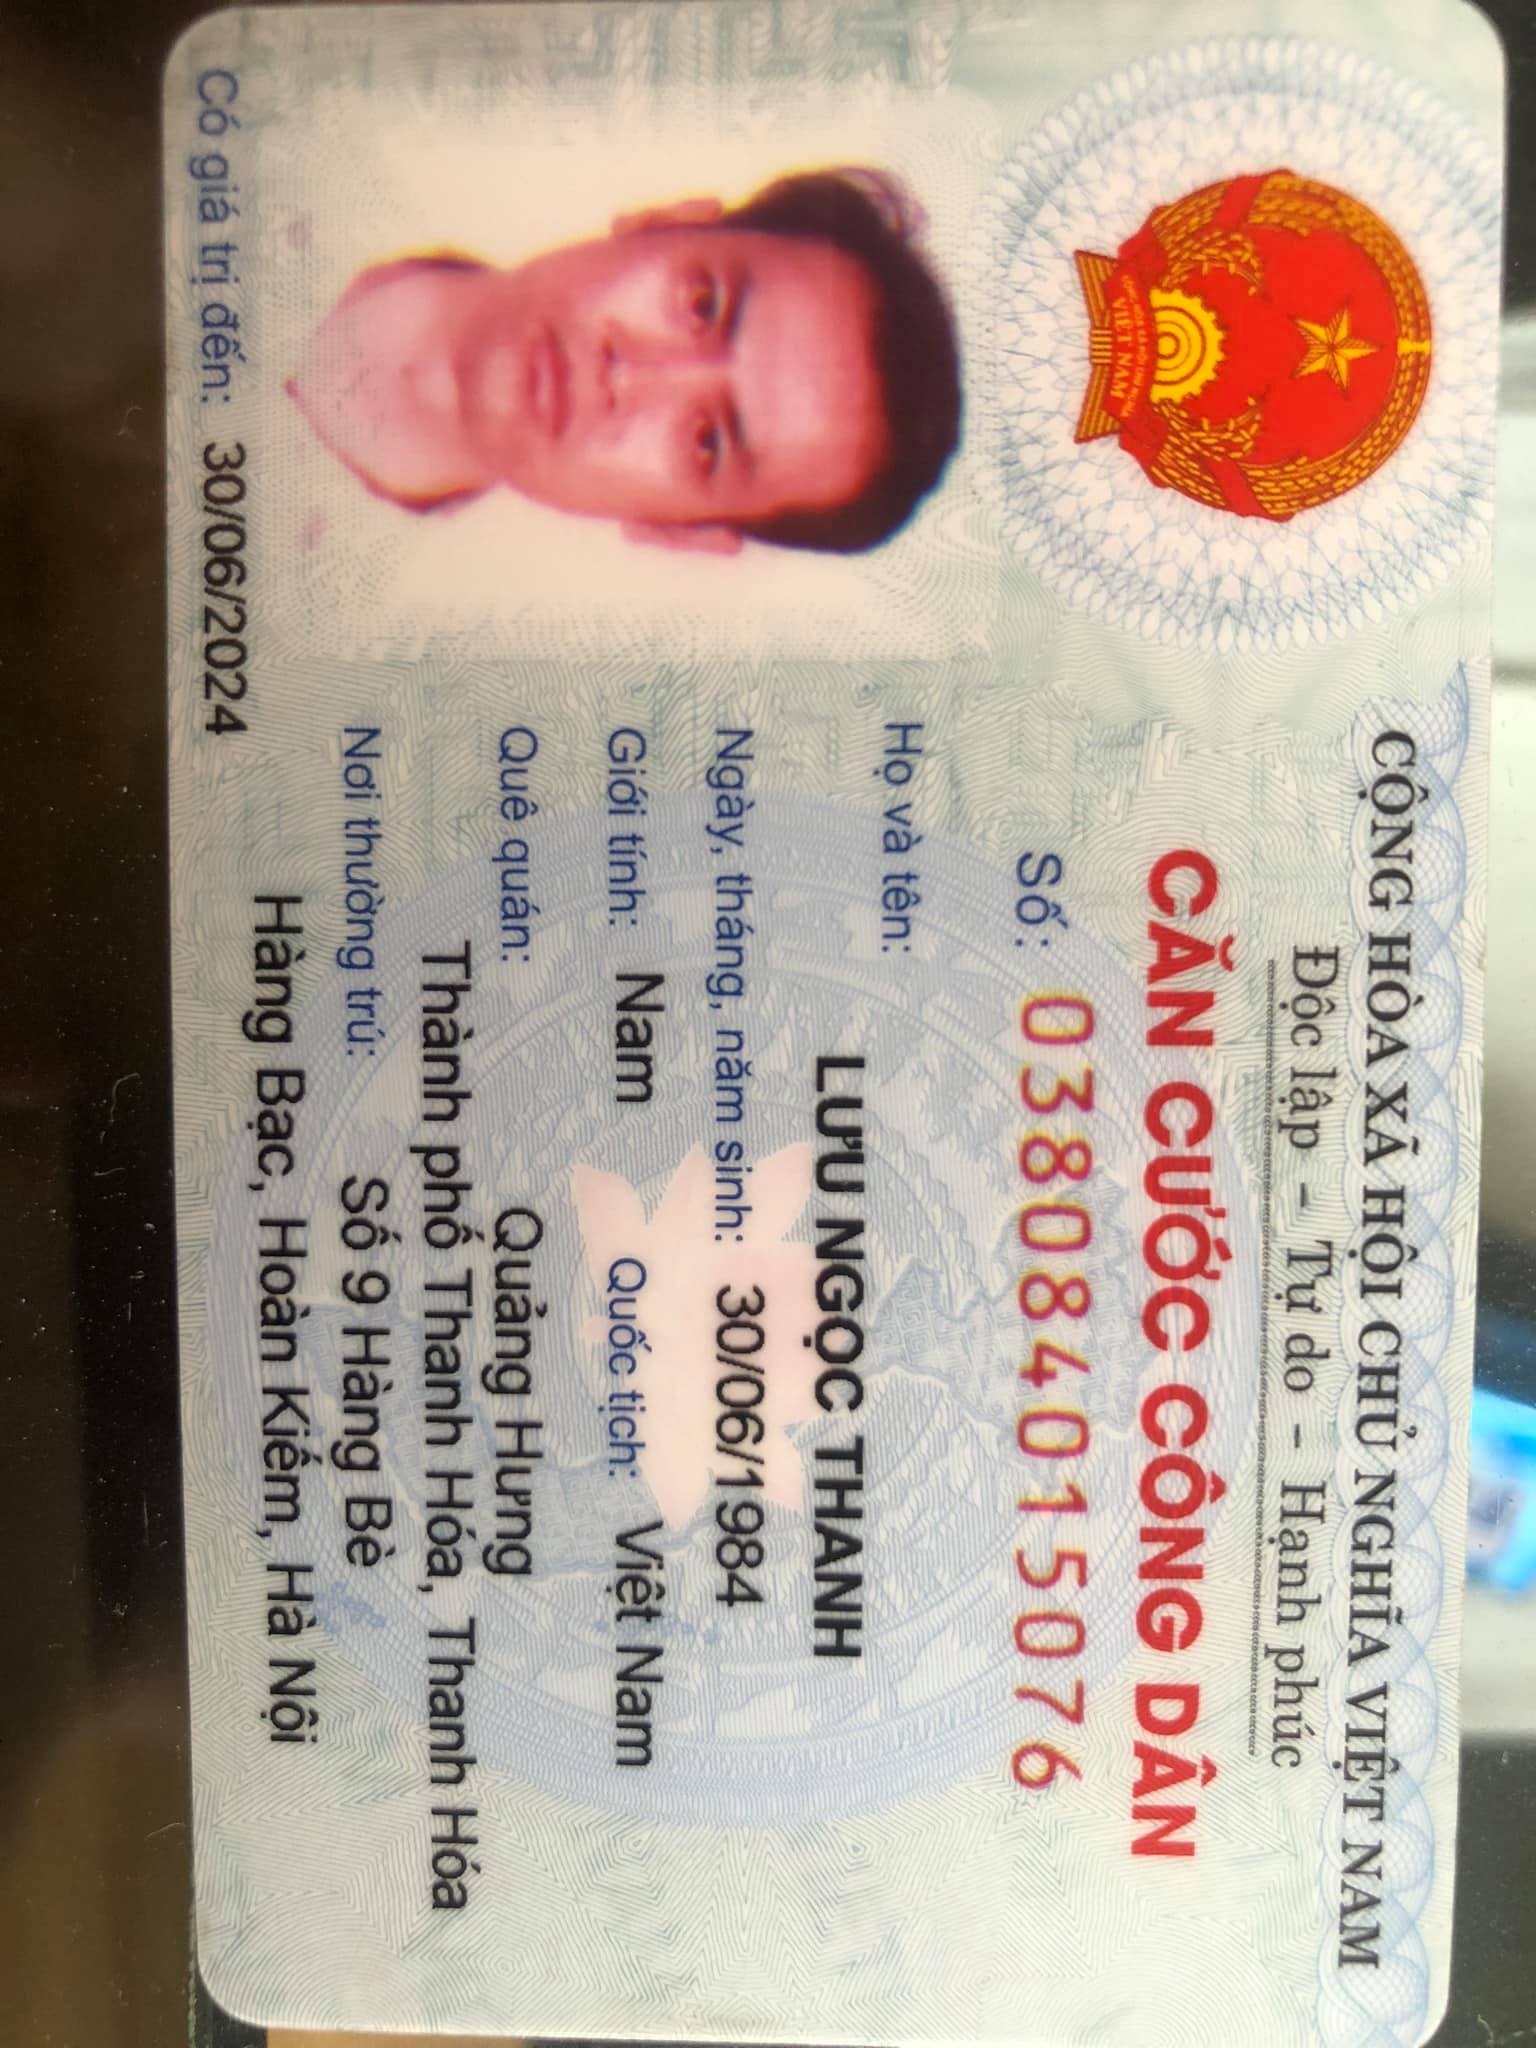 CỘNG HÒA XÃ HỘI CHỦ NGHĨA VIỆT NAM
Độc lập - Tự do - Hạnh phúc
CĂN CƯỚC CÔNG DÂN
Số: 038084015076
Họ và tên:
LƯU NGỌC THANH
Ngày, tháng, năm sinh: 30/06/1984
Giới tính: Nam Quốc tịch: Việt Nam
Quê quán: Quảng Hưng
Thành phố Thanh Hóa, Thanh Hóa
Nơi thường trú: Số 9 Hàng Bè
Hàng Bạc, Hoàn Kiếm, Hà Nội
Có giá trị đến: 30/06/2024
VIỆT NAM